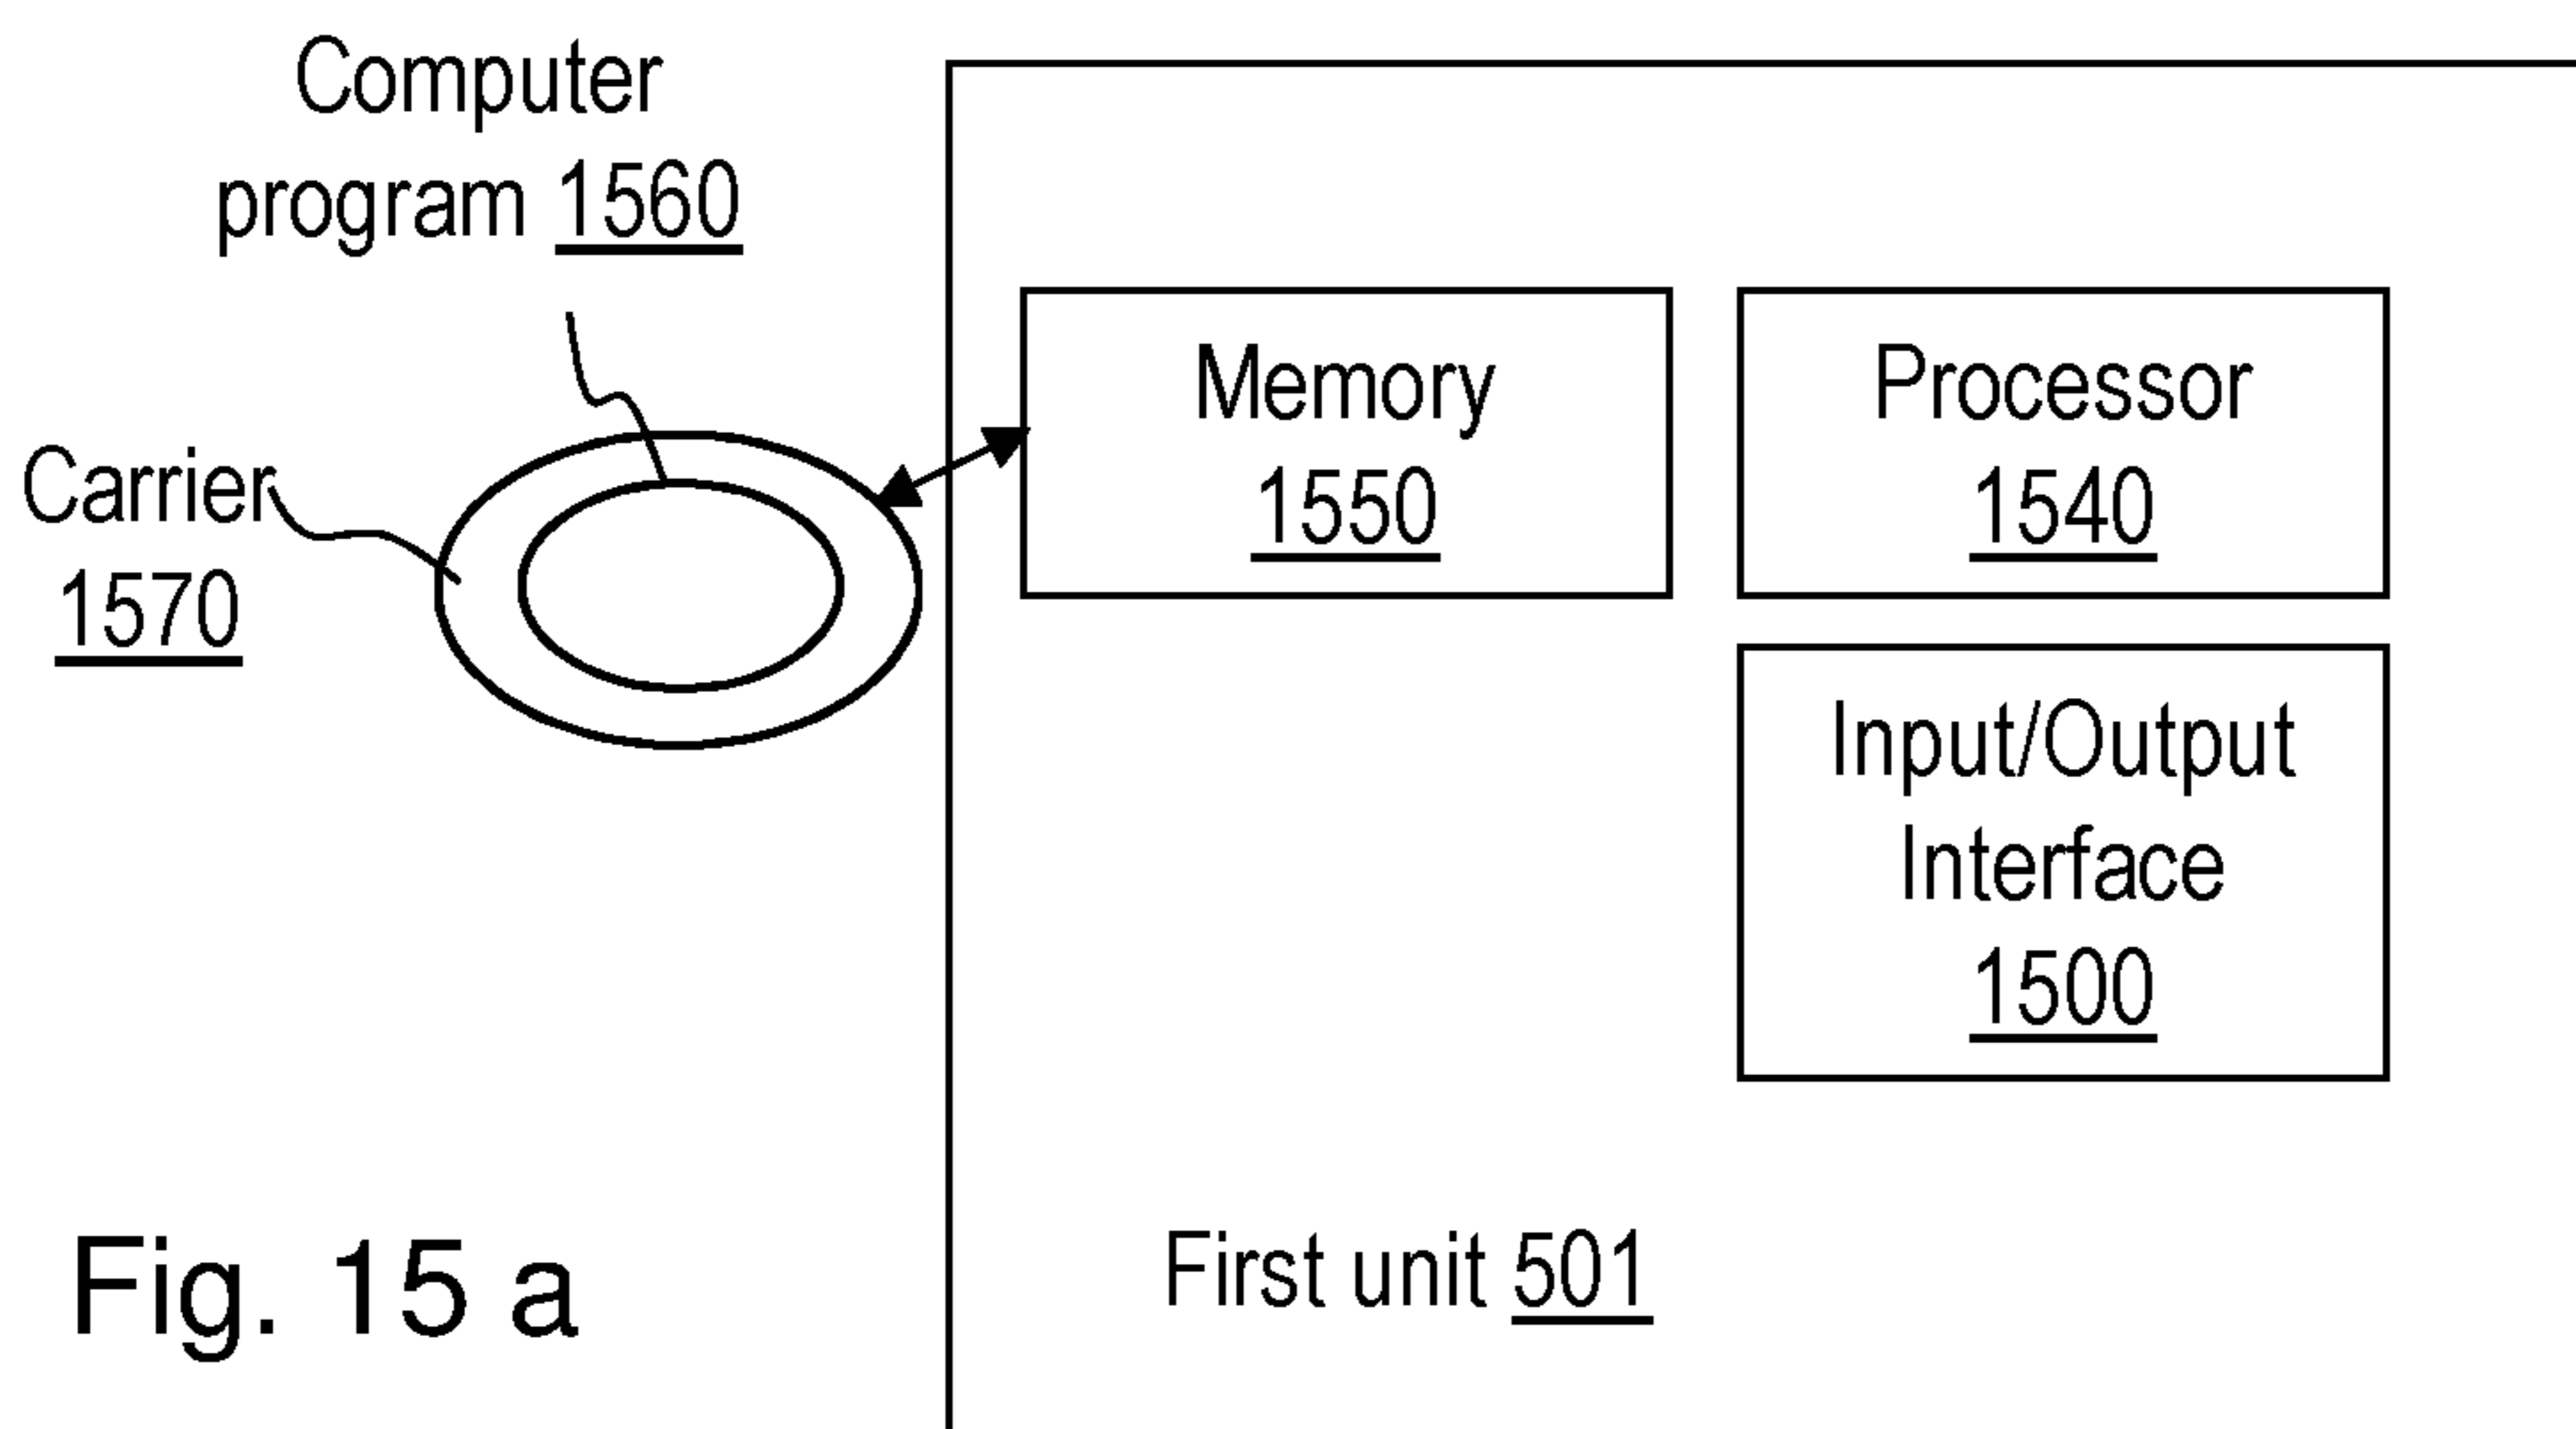 Computer
program 1560
Carrier
1570
Memory
1550
Processor
1540
Input/Output
Interface
1500
First unit 501
Fig. 15 a